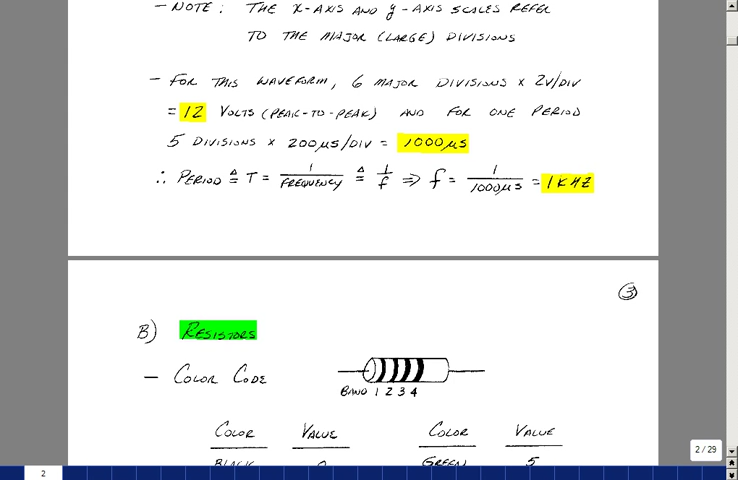 - NOTE: THE X-AXIS AND Y-AXIS SCALES REFER
TO THE MAJOR (LARGE) DIVISIONS
- FOR THIS WAVEFORM, 6 MAJOR DIVISIONS × 2V/DIV
= 12 VOLTS (PEAK-TO-PEAK) AND FOR ONE PERIOD
5 DIVISIONS × 200μS/DIV = 1000μS
∴ PERIOD ≜ T = 1/FREQUENCY ≜ 1/f ⇒ f = 1/1000μS = 1KHZ
3
B) RESISTORS
- COLOR CODE
BAND 1 2 3 4
COLOR VALUE COLOR VALUE
BLACK 0 GREEN 5
2 / 29
2